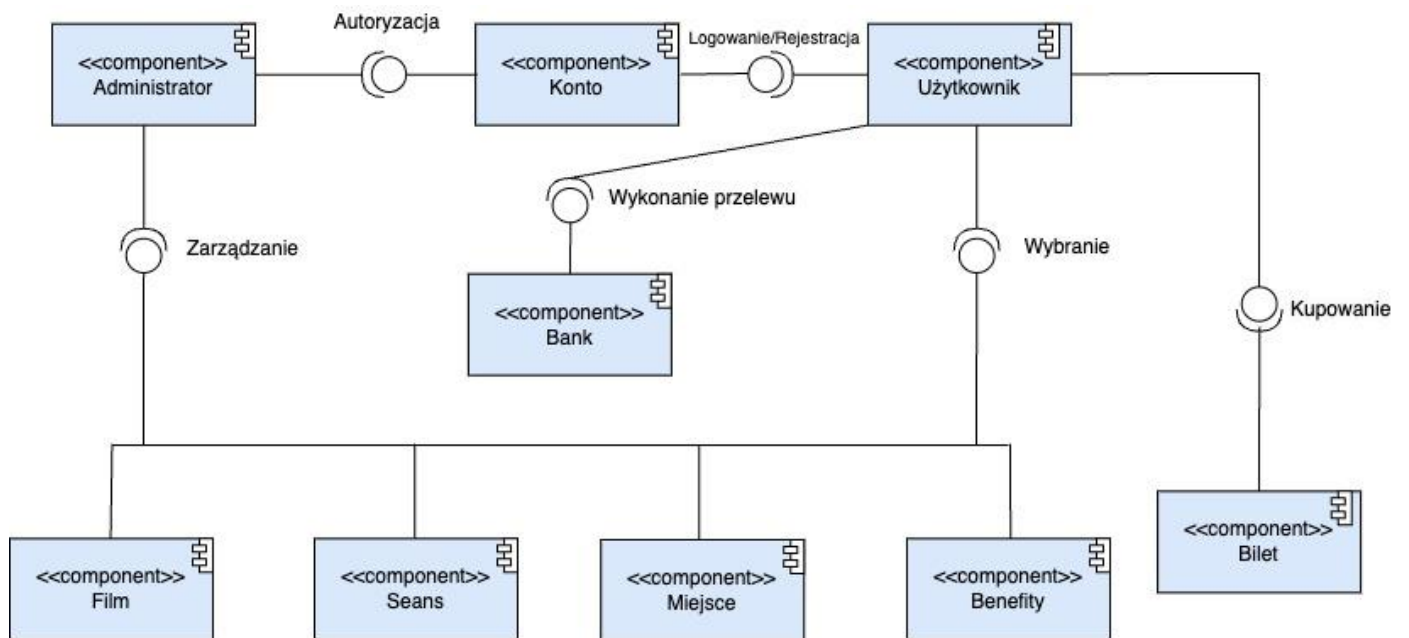 Autoryzacja
Logowanie/Rejestracja
<<component>>
Administrator
<<component>>
Konto
<<component>>
Użytkownik
Wykonanie przelewu
Zarządzanie
Wybranie
<<component>>
Bank
Kupowanie
<<component>>
Film
<<component>>
Seans
<<component>>
Miejsce
<<component>>
Benefity
<<component>>
Bilet